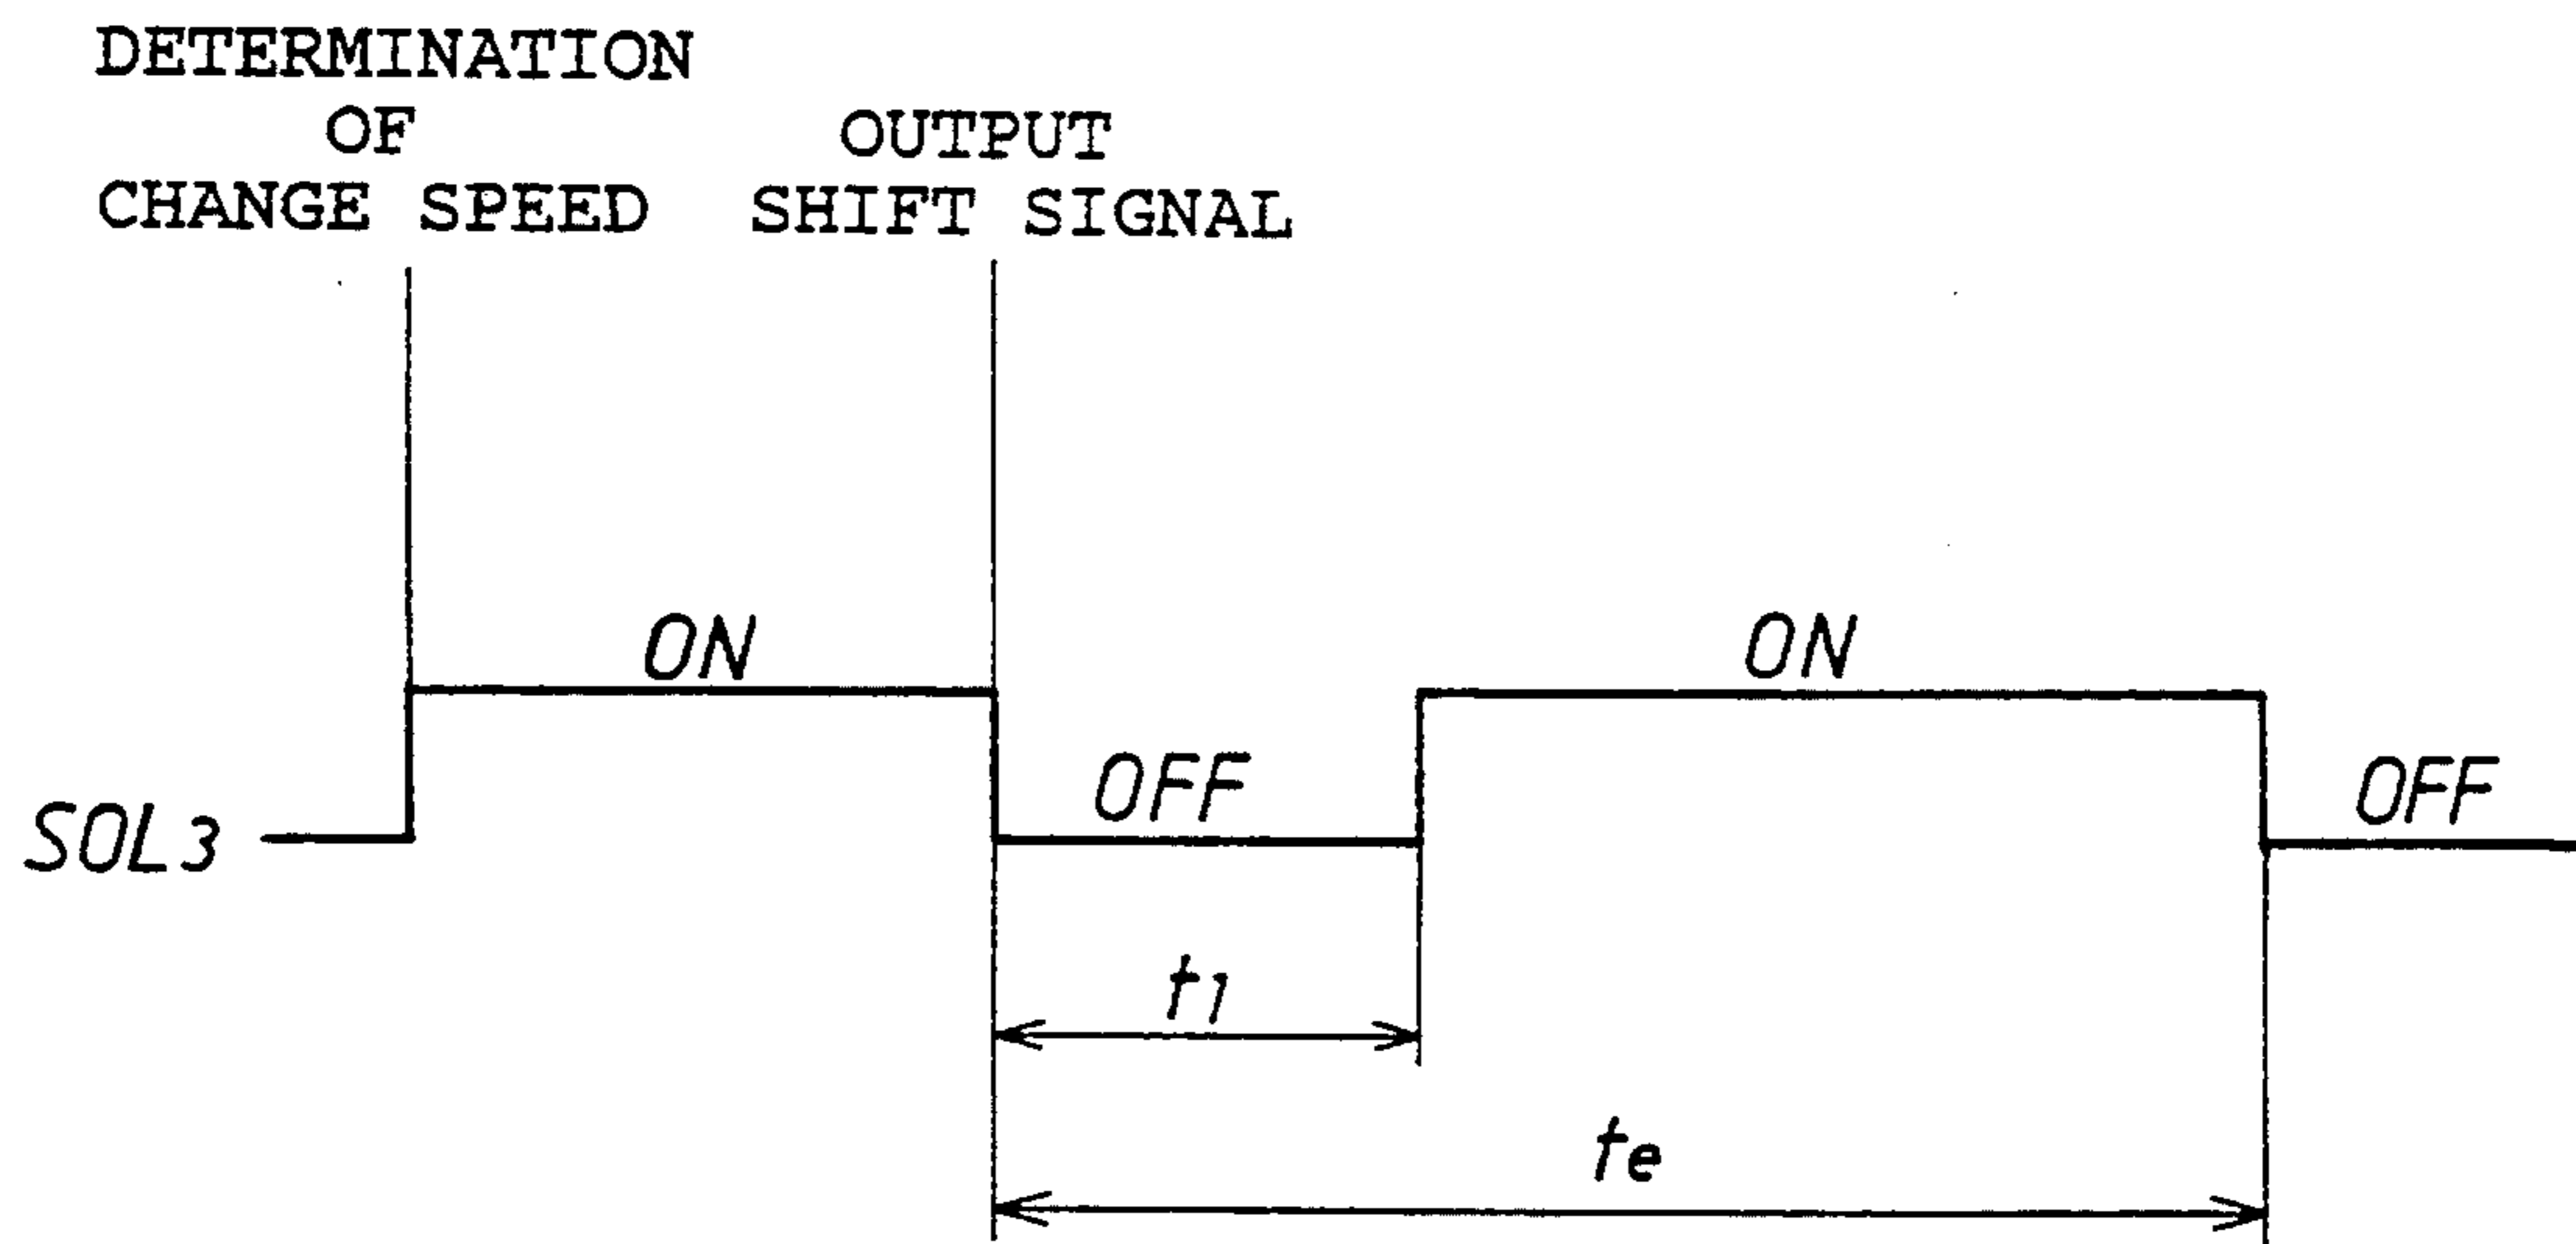 DETERMINATION
OF
CHANGE SPEED
OUTPUT
SHIFT SIGNAL
ON
ON
OFF
OFF
SOL3
t1
te